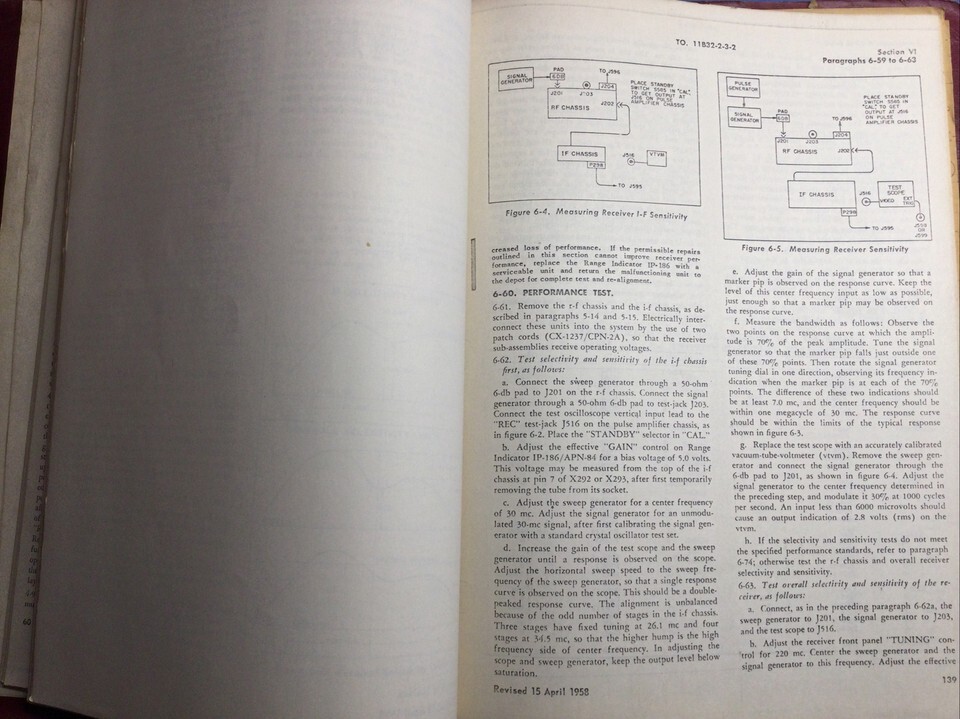 TO. 11B32-2-3-2
Section VI
Paragraphs 6-59 to 6-63
SIGNAL
GENERATOR
PAD
6DB
TO J596
J201
J203
J204
RF CHASSIS
J202
PLACE STANDBY
SWITCH S585 IN "CAL."
TO GET OUTPUT AT
J516 ON PULSE
AMPLIFIER CHASSIS
IF CHASSIS
P298
J516
VTVM
TO J595
Figure 6-4. Measuring Receiver I-F Sensitivity
creased loss of performance. If the permissible repairs
outlined in this section cannot improve receiver per-
formance, replace the Range Indicator IP-186 with a
serviceable unit and return the malfunctioning unit to
the depot for complete test and re-alignment.
6-60. PERFORMANCE TEST.
6-61. Remove the r-f chassis and the i-f chassis, as de-
scribed in paragraphs 5-14 and 5-15. Electrically inter-
connect these units into the system by the use of two
patch cords (CX-1237/CPN-2A), so that the receiver
sub-assemblies receive operating voltages.
6-62. Test selectivity and sensitivity of the i-f chassis
first, as follows:
a. Connect the sweep generator through a 50-ohm
6-db pad to J201 on the r-f chassis. Connect the signal
generator through a 50-ohm 6-db pad to test-jack J203.
Connect the test oscilloscope vertical input lead to the
"REC" test-jack J516 on the pulse amplifier chassis, as
in figure 6-2. Place the "STANDBY" selector in "CAL."
b. Adjust the effective "GAIN" control on Range
Indicator IP-186/APN-84 for a bias voltage of 5.0 volts.
This voltage may be measured from the top of the i-f
chassis at pin 7 of X292 or X293, after first temporarily
removing the tube from its socket.
c. Adjust the sweep generator for a center frequency
of 30 mc. Adjust the signal generator for an unmodu-
lated 30-mc signal, after first calibrating the signal gen-
erator with a standard crystal oscillator test set.
d. Increase the gain of the test scope and the sweep
generator until a response is observed on the scope.
Adjust the horizontal sweep speed to the sweep fre-
quency of the sweep generator, so that a single response
curve is observed on the scope. This should be a double-
peaked response curve. The alignment is unbalanced
because of the odd number of stages in the i-f chassis.
Three stages have fixed tuning at 26.1 mc and four
stages at 34.5 mc, so that the higher hump is the high
frequency side of center frequency. In adjusting the
scope and sweep generator, keep the output level below
saturation.
Revised 15 April 1958
PULSE
GENERATOR
SIGNAL
GENERATOR
PAD
6DB
TO J596
PLACE STANDBY
SWITCH S585 IN
"CAL." TO GET
OUTPUT AT J516
ON PULSE
AMPLIFIER CHASSIS
J201
J203
J204
RF CHASSIS
J202
IF CHASSIS
P298
J516
VIDEO
TEST
SCOPE
EXT
TRIG
TO J595
J598
OR
J599
Figure 6-5. Measuring Receiver Sensitivity
e. Adjust the gain of the signal generator so that a
marker pip is observed on the response curve. Keep the
level of this center frequency input as low as possible,
just enough so that a marker pip may be observed on
the response curve.
f. Measure the bandwidth as follows: Observe the
two points on the response curve at which the ampli-
tude is 70% of the peak amplitude. Tune the signal
generator so that the marker pip falls just outside one
of these 70% points. Then rotate the signal generator
tuning dial in one direction, observing its frequency in-
dication when the marker pip is at each of the 70%
points. The difference of these two indications should
be at least 7.0 mc, and the center frequency should be
within one megacycle of 30 mc. The response curve
should be within the limits of the typical response
shown in figure 6-3.
g. Replace the test scope with an accurately calibrated
vacuum-tube-voltmeter (vtvm). Remove the sweep gen-
erator and connect the signal generator through the
6-db pad to J201, as shown in figure 6-4. Adjust the
signal generator to the center frequency determined in
the preceding step, and modulate it 30% at 1000 cycles
per second. An input less than 6000 microvolts should
cause an output indication of 2.8 volts (rms) on the
vtvm.
h. If the selectivity and sensitivity tests do not meet
the specified performance standards, refer to paragraph
6-74; otherwise test the r-f chassis and overall receiver
selectivity and sensitivity.
6-63. Test overall selectivity and sensitivity of the re-
ceiver, as follows:
a. Connect, as in the preceding paragraph 6-62a, the
sweep generator to J201, the signal generator to J203,
and the test scope to J516.
b. Adjust the receiver front panel "TUNING" con-
trol for 220 mc. Center the sweep generator and the
signal generator to this frequency. Adjust the effective
139